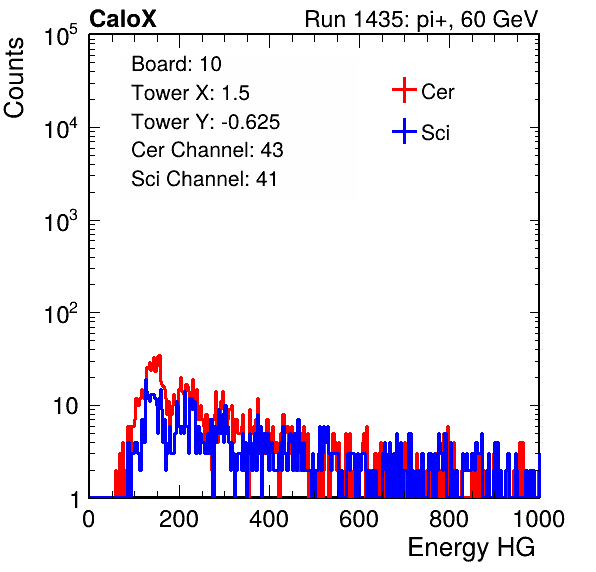 CaloX Run 1435: pi+, 60 GeV
Counts
Board: 10
Tower X: 1.5
Tower Y: -0.625
Cer Channel: 43
Sci Channel: 41
Cer
Sci
10^5
10^4
10^3
10^2
10
1
0 200 400 600 800 1000
Energy HG